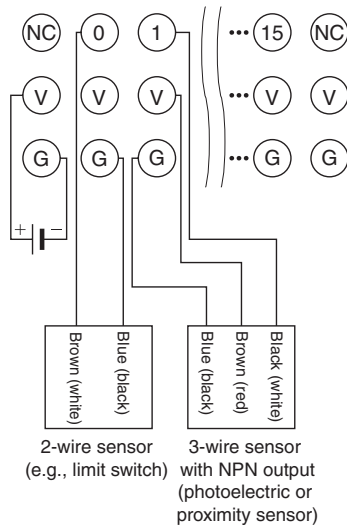 NC 0 1 ••• 15 NC
V V V ••• V V
G G G ••• G G
+ −
Brown (white)
Blue (black)
Blue (black)
Brown (red)
Black (white)
2-wire sensor
(e.g., limit switch)
3-wire sensor
with NPN output
(photoelectric or
proximity sensor)